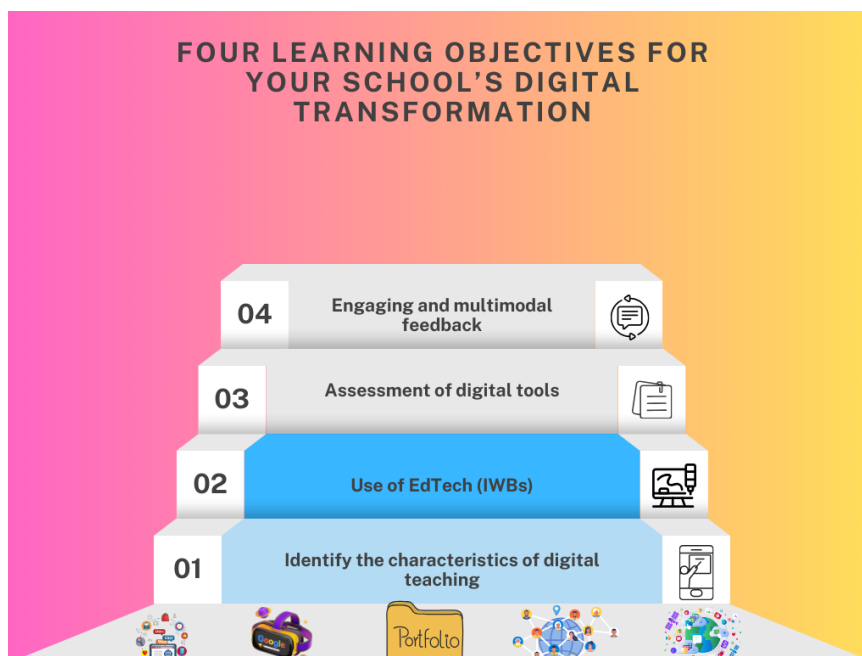 FOUR LEARNING OBJECTIVES FOR
YOUR SCHOOL'S DIGITAL
TRANSFORMATION
04
Engaging and multimodal
feedback
03
Assessment of digital tools
02
Use of EdTech (IWBs)
01
Identify the characteristics of digital
teaching
Google
Portfolio